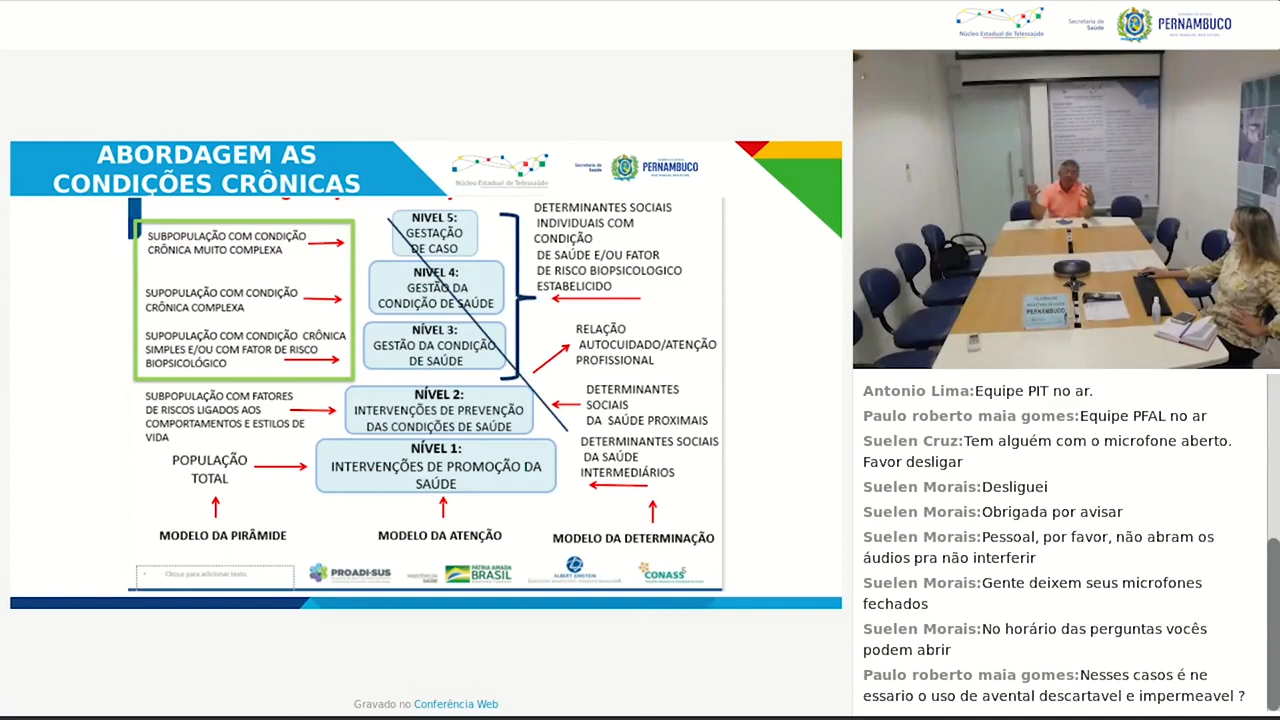 Núcleo Estadual de Telessaúde
Secretaria de
Saúde
PERNAMBUCO
ABORDAGEM AS
CONDIÇÕES CRÔNICAS
Núcleo Estadual de Telessaúde
Secretaria de
Saúde
PERNAMBUCO
SUBPOPULAÇÃO COM CONDIÇÃO
CRÔNICA MUITO COMPLEXA
SUPOPULAÇÃO COM CONDIÇÃO
CRÔNICA COMPLEXA
SUPOPULAÇÃO COM CONDIÇÃO CRÔNICA
SIMPLES E/OU COM FATOR DE RISCO
BIOPSICOLÓGICO
SUBPOPULAÇÃO COM FATORES
DE RISCOS LIGADOS AOS
COMPORTAMENTOS E ESTILOS DE
VIDA
POPULAÇÃO
TOTAL
MODELO DA PIRÂMIDE
NIVEL 5:
GESTAÇÃO
DE CASO
NIVEL 4:
GESTÃO DA
CONDIÇÃO DE SAÚDE
NÍVEL 3:
GESTÃO DA CONDIÇÃO
DE SAÚDE
NÍVEL 2:
INTERVENÇÕES DE PREVENÇÃO
DAS CONDIÇÕES DE SAÚDE
NÍVEL 1:
INTERVENÇÕES DE PROMOÇÃO DA
SAÚDE
MODELO DA ATENÇÃO
DETERMINANTES SOCIAIS
INDIVIDUAIS COM
CONDIÇÃO
DE SAÚDE E/OU FATOR
DE RISCO BIOPSICOLOGICO
ESTABELICIDO
RELAÇÃO
AUTOCUIDADO/ATENÇÃO
PROFISSIONAL
DETERMINANTES
SOCIAIS
DA SAÚDE PROXIMAIS
DETERMINANTES SOCIAIS
DA SAÚDE
INTERMEDIÁRIOS
MODELO DA DETERMINAÇÃO
Clique para adicionar texto.
PROADI-SUS
PÁTRIA AMADA
BRASIL
ALBERT EINSTEIN
CONASS
Gravado no Conferência Web
PERNAMBUCO
Antonio Lima:Equipe PIT no ar.
Paulo roberto maia gomes:Equipe PFAL no ar
Suelen Cruz:Tem alguém com o microfone aberto.
Favor desligar
Suelen Morais:Desliguei
Suelen Morais:Obrigada por avisar
Suelen Morais:Pessoal, por favor, não abram os
áudios pra não interferir
Suelen Morais:Gente deixem seus microfones
fechados
Suelen Morais:No horário das perguntas vocês
podem abrir
Paulo roberto maia gomes:Nesses casos é ne
essario o uso de avental descartavel e impermeavel ?